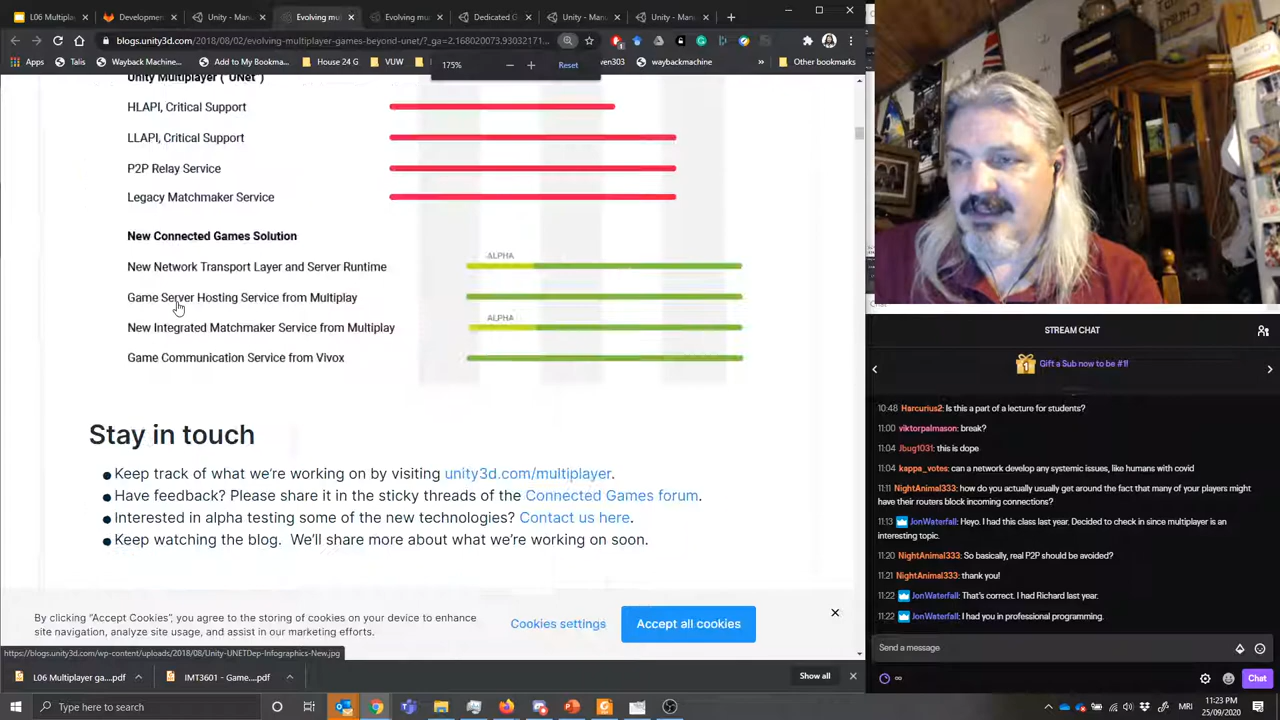 L06 Multiplay
Developmen
Evolving mu
Dedicated G
Unity - Manu
Unity - Manu
blogs.unity3d.com/2018/08/02/evolving-multiplayer-games-beyond-unet/?_ga=2.168020073.93032171...
Apps
Talis
Wayback Machine...
Add to My Bookma...
House 24 G
VUW
175%
Reset
ven303
waybackmachine
Other bookmarks
Unity Multiplayer ("UNet")
HLAPI, Critical Support
LLAPI, Critical Support
P2P Relay Service
Legacy Matchmaker Service
New Connected Games Solution
ALPHA
New Network Transport Layer and Server Runtime
Game Server Hosting Service from Multiplay
ALPHA
New Integrated Matchmaker Service from Multiplay
Game Communication Service from Vivox
Stay in touch
Keep track of what we're working on by visiting unity3d.com/multiplayer.
Have feedback? Please share it in the sticky threads of the Connected Games forum.
Interested in alpha testing some of the new technologies? Contact us here.
Keep watching the blog. We'll share more about what we're working on soon.
By clicking "Accept Cookies", you agree to the storing of cookies on your device to enhance
site navigation, analyze site usage, and assist in our marketing efforts.
Cookies settings
Accept all cookies
https://blogs.unity3d.com/wp-content/uploads/2018/08/Unity-UNETDep-Infographics-New.jpg
L06 Multiplayer ga....pdf
IMT3601 - Game....pdf
Show all
STREAM CHAT
1
Gift a Sub now to be #1!
10:48 Harcurius2: Is this a part of a lecture for students?
11:00 viktorpalmason: break?
11:04 Jbug1031: this is dope
11:04 kappa_votes: can a network develop any systemic issues, like humans with covid
11:11 NightAnimal333: how do you actually usually get around the fact that many of your players might
have their routers block incoming connections?
11:13 JonWaterfall: Heyo. I had this class last year. Decided to check in since multiplayer is an
interesting topic.
11:20 NightAnimal333: So basically, real P2P should be avoided?
11:21 NightAnimal333: thank you!
11:22 JonWaterfall: That's correct. I had Richard last year.
11:22 JonWaterfall: I had you in professional programming.
Send a message
∞
Chat
Type here to search
MRI
11:23 PM
25/09/2020